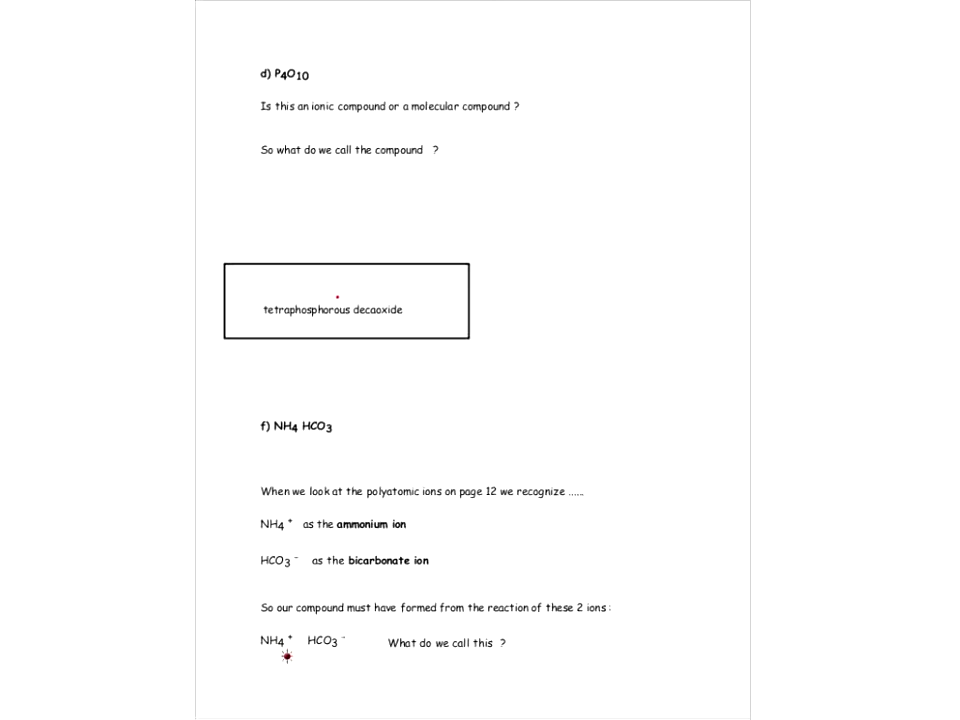 d) P4O10
Is this an ionic compound or a molecular compound ?
So what do we call the compound ?
tetraphosphorous decaoxide
f) NH4 HCO3
When we look at the polyatomic ions on page 12 we recognize ......
NH4 + as the ammonium ion
HCO3 - as the bicarbonate ion
So our compound must have formed from the reaction of these 2 ions :
NH4 + HCO3 - What do we call this ?